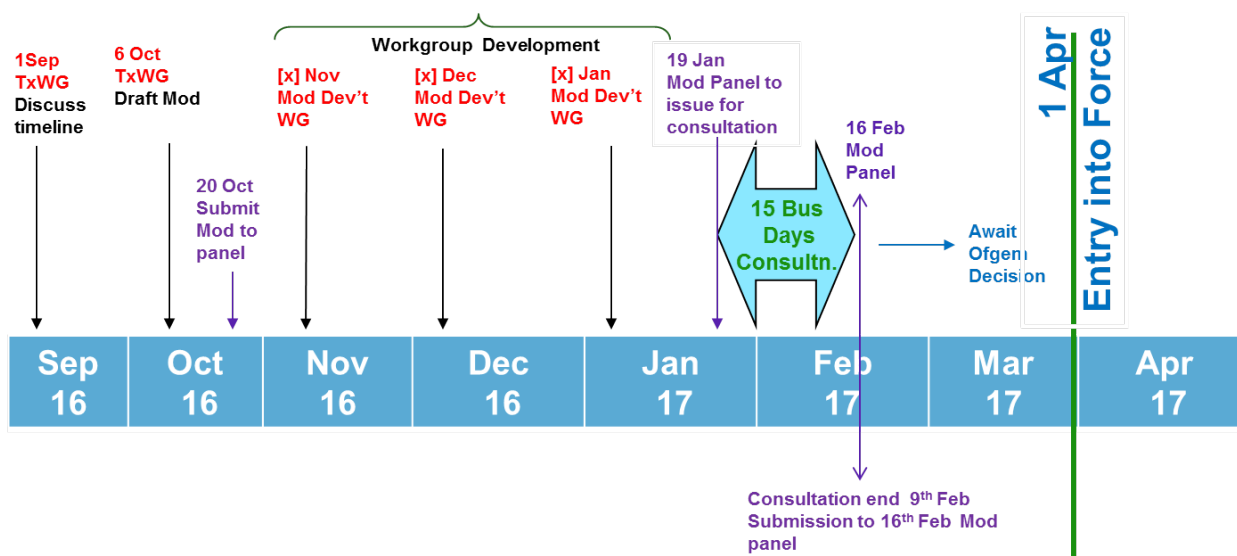 Workgroup Development
1Sep
TxWG
Discuss
timeline
6 Oct
TxWG
Draft Mod
20 Oct
Submit
Mod to
panel
[x] Nov
Mod Dev't
WG
[x] Dec
Mod Dev't
WG
[x] Jan
Mod Dev't
WG
19 Jan
Mod Panel to
issue for
consultation
15 Bus
Days
Consultn.
16 Feb
Mod
Panel
Await
Ofgem
Decision
1 Apr
Entry into Force
Sep
16
Oct
16
Nov
16
Dec
16
Jan
17
Feb
17
Mar
17
Apr
17
Consultation end 9th Feb
Submission to 16th Feb Mod
panel